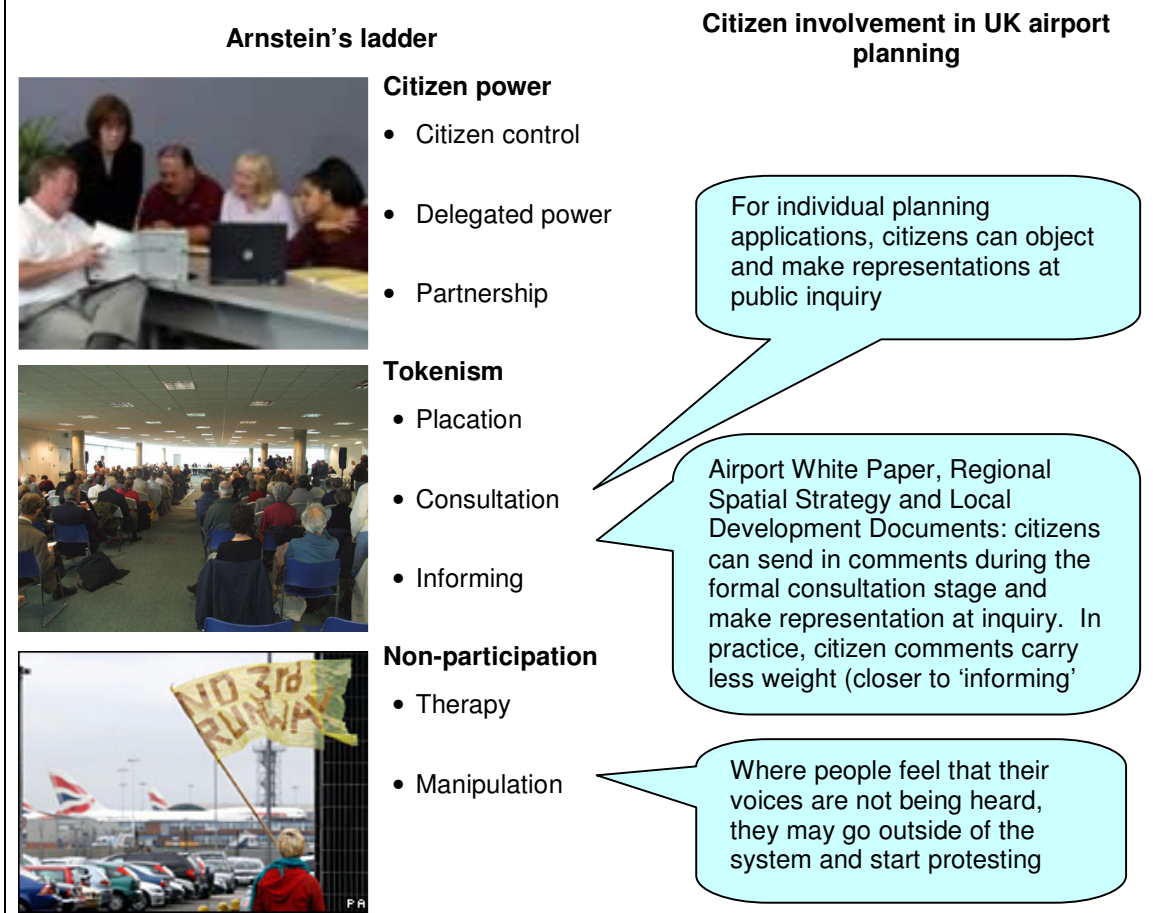 Arnstein's ladder
Citizen involvement in UK airport
planning
Citizen power
• Citizen control
• Delegated power
• Partnership
For individual planning
applications, citizens can object
and make representations at
public inquiry
Tokenism
• Placation
• Consultation
• Informing
Airport White Paper, Regional
Spatial Strategy and Local
Development Documents: citizens
can send in comments during the
formal consultation stage and
make representation at inquiry.  In
practice, citizen comments carry
less weight (closer to 'informing'
NO 3rd
RUNWAY
PA
Non-participation
• Therapy
• Manipulation
Where people feel that their
voices are not being heard,
they may go outside of the
system and start protesting